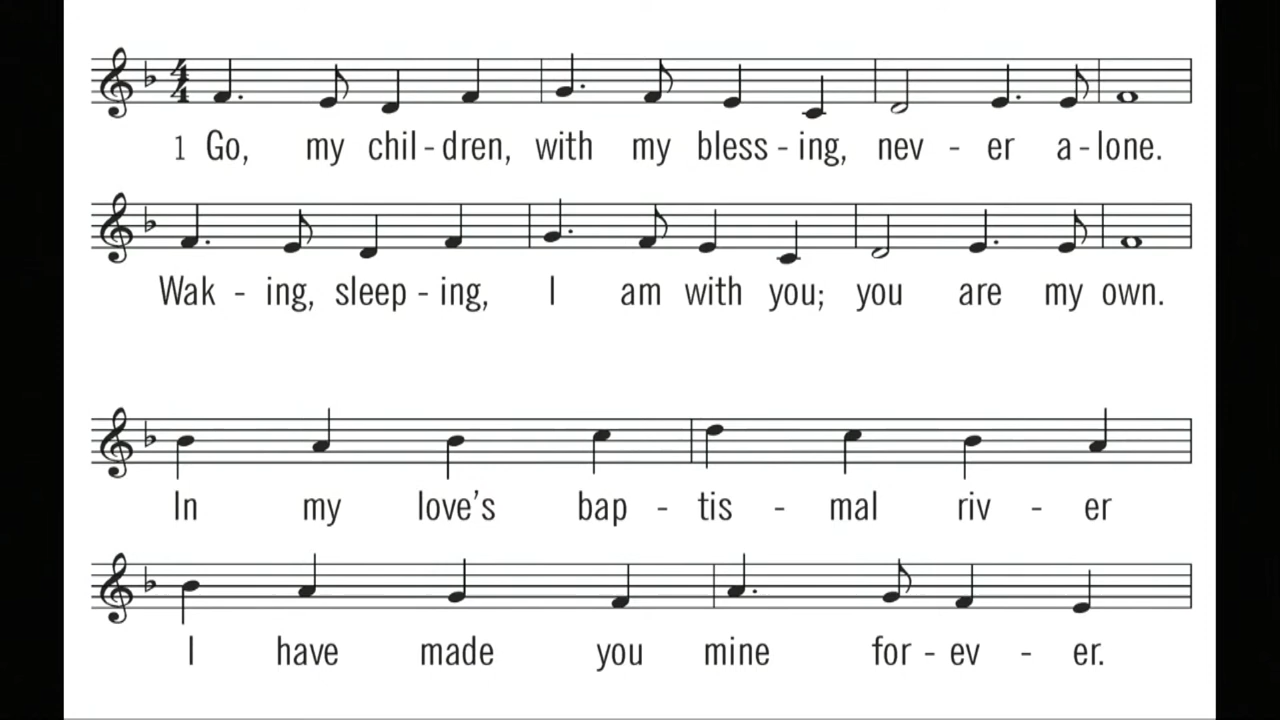 1 Go, my chil - dren, with my bless - ing, nev - er a - lone.
Wak - ing, sleep - ing, I am with you; you are my own.
In my love's bap - tis - mal riv - er
I have made you mine for - ev - er.